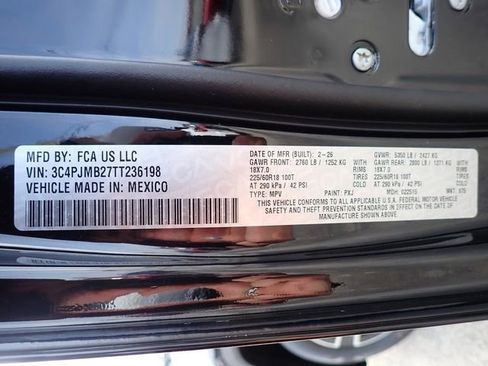 MFD BY: FCA US LLC
VIN: 3C4PJMB27TT236198
VEHICLE MADE IN: MEXICO
DATE OF MFR (BUILT): 2-26 GVWR: 5350 LB / 2427 KG
GAWR FRONT: 2760 LB / 1252 KG GAWR REAR: 2800 LB / 1271 KG
18X7.0 RIMS 18X7.0
225/60R18 100T TIRES 225/60R18 100T
AT 290 kPa / 42 PSI AT 290 kPa / 42 PSI
TYPE: MPV PAINT: PXJ MDH: 022515
THIS VEHICLE CONFORMS TO ALL APPLICABLE U.S.A. FEDERAL MOTOR VEHICLE
SAFETY AND THEFT PREVENTION STANDARDS IN EFFECT ON THE DATE OF
MANUFACTURE SHOWN ABOVE.